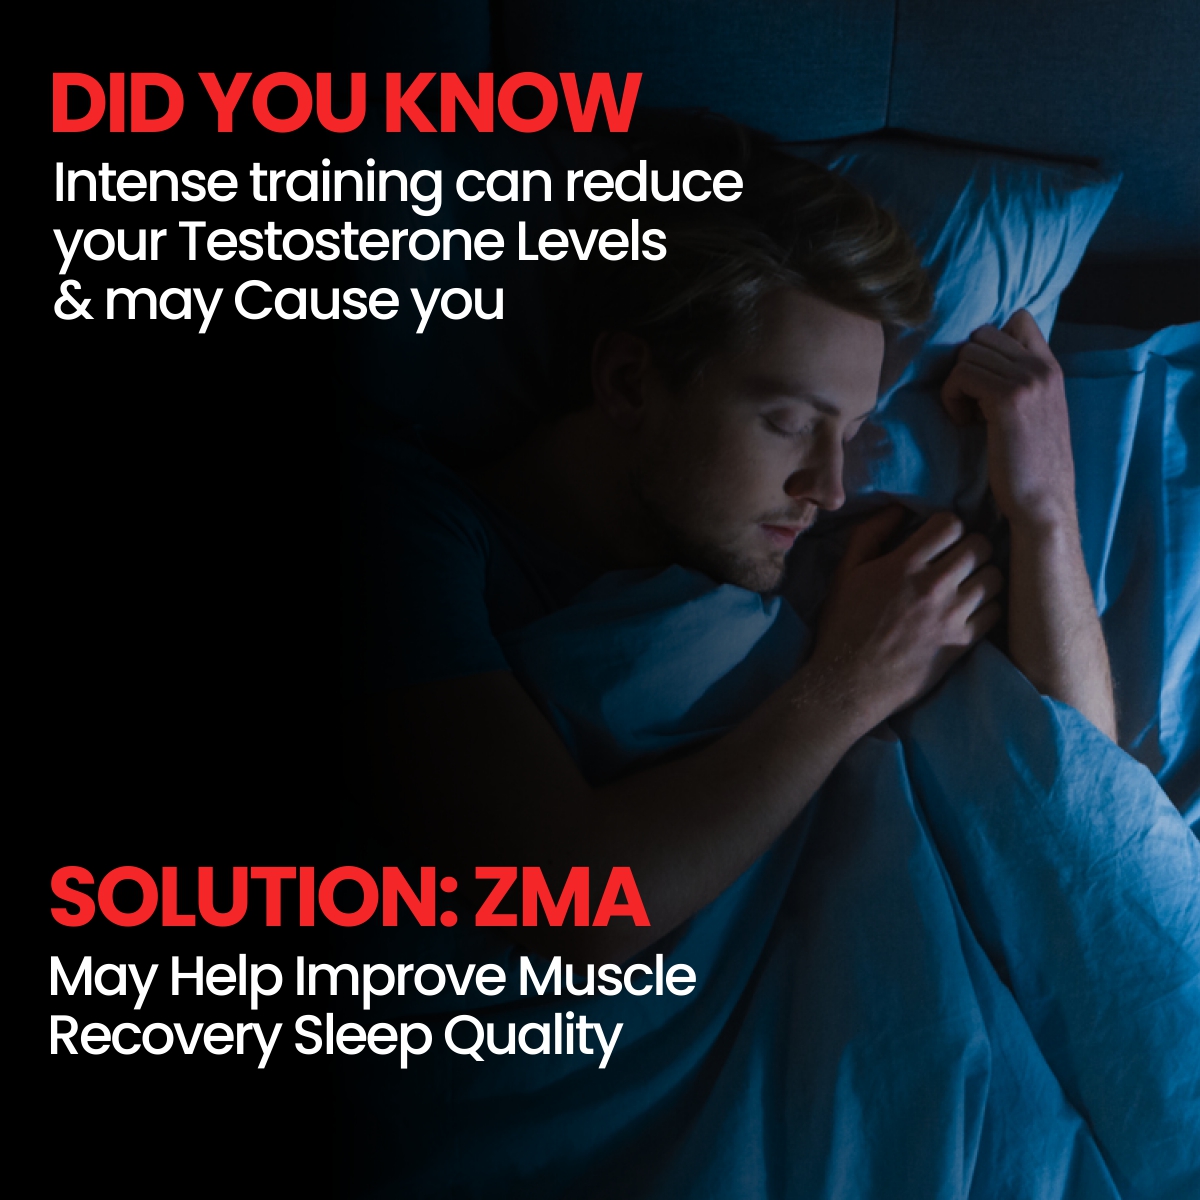 DID YOU KNOW
Intense training can reduce
your Testosterone Levels
& may Cause you
SOLUTION: ZMA
May Help Improve Muscle
Recovery Sleep Quality